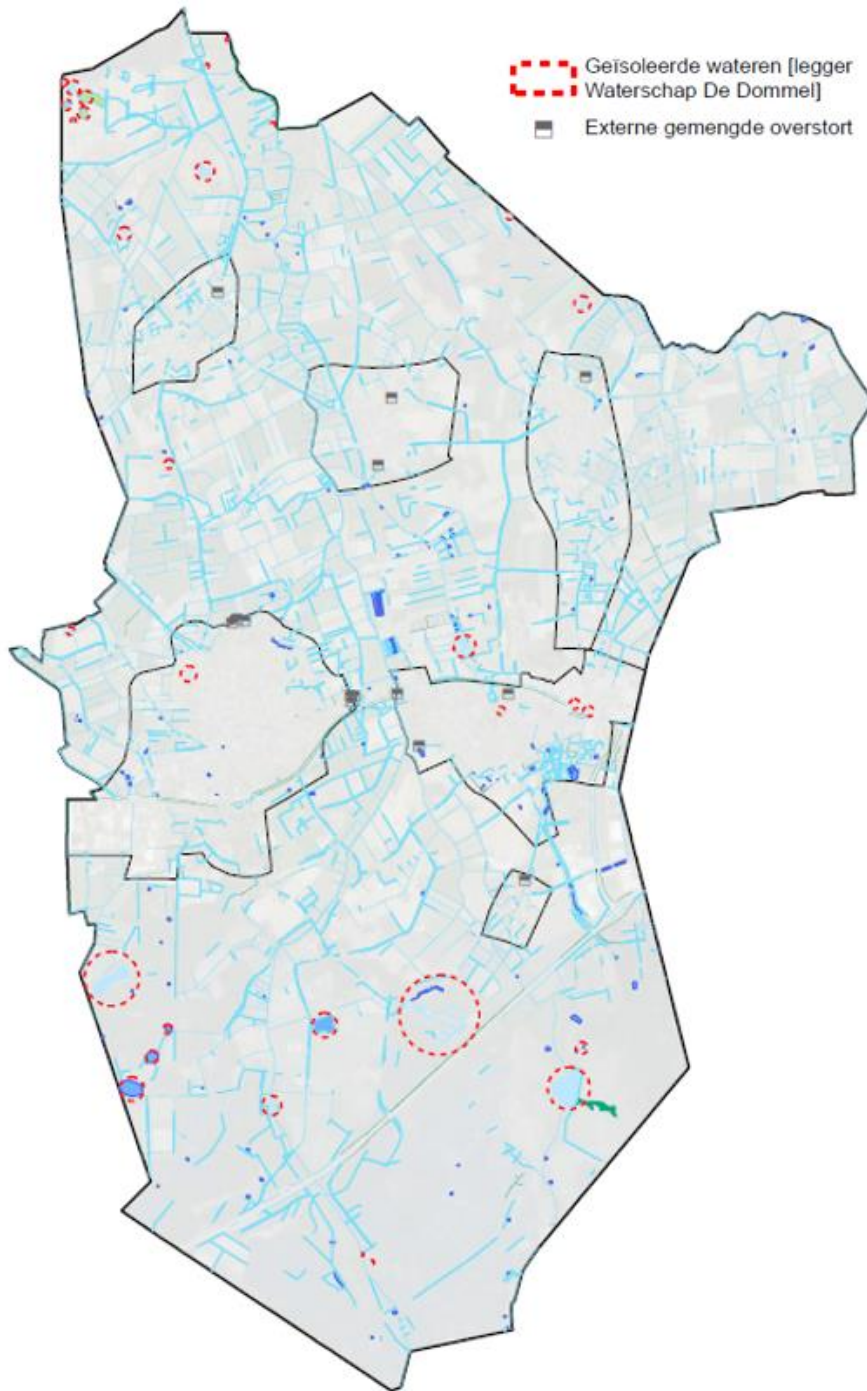 Geïsoleerde wateren [legger
Waterschap De Dommel]
Externe gemengde overstort